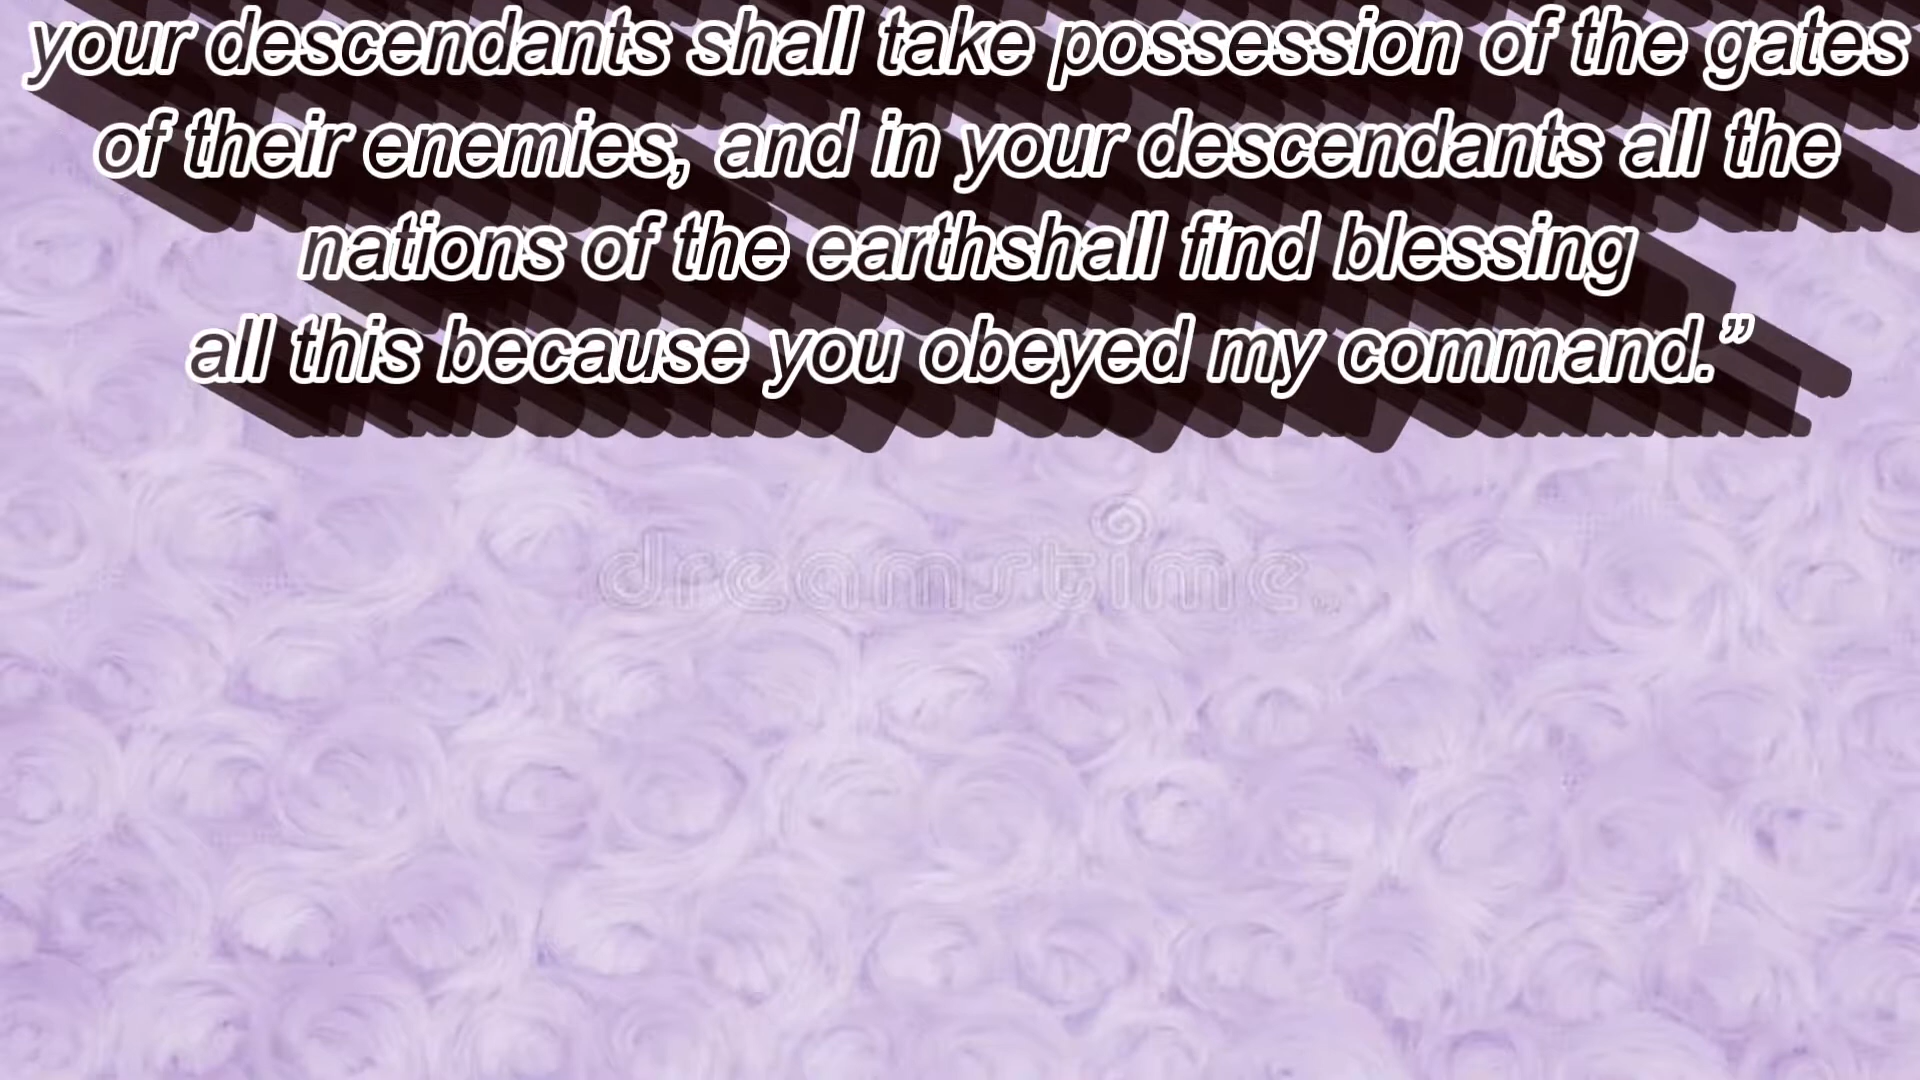 your descendants shall take possession of the gates
of their enemies, and in your descendants all the
nations of the earthshall find blessing
all this because you obeyed my command.”
dreamstime